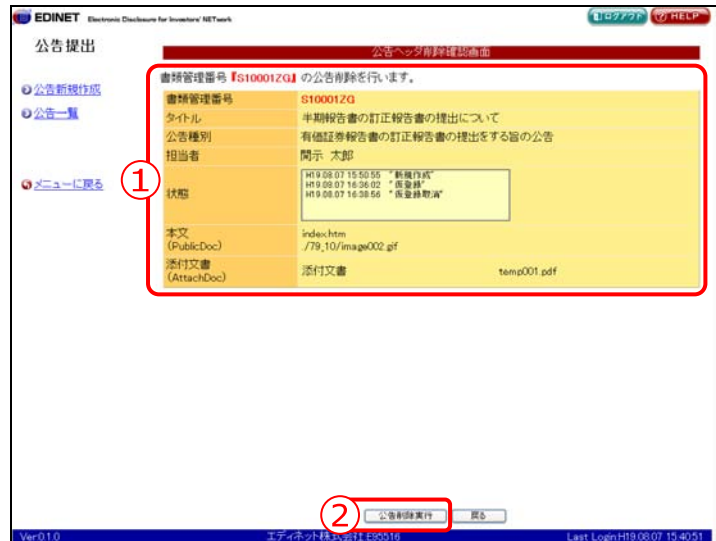 EDINET Electronic Disclosure for Investors' NETwork
ログアウト
HELP
公告提出
公告ヘッダ削除確認画面
公告新規作成
公告一覧
メニューに戻る
①
書類管理番号『S10001ZG』の公告削除を行います。
書類管理番号 S10001ZG
タイトル 半期報告書の訂正報告書の提出について
公告種別 有価証券報告書の訂正報告書の提出をする旨の公告
担当者 開示 太郎
状態
H19.08.07 15:50:55 "新規作成"
H19.08.07 16:36:02 "仮登録"
H19.08.07 16:38:56 "仮登録取消"
本文
(PublicDoc)
index.htm
./79_10/image002.gif
添付文書
(AttachDoc)
添付文書 temp001.pdf
②
公告削除実行
戻る
Ver.0.1.0 エディネット株式会社:E95516 Last Login:H19.08.07 15:40:51